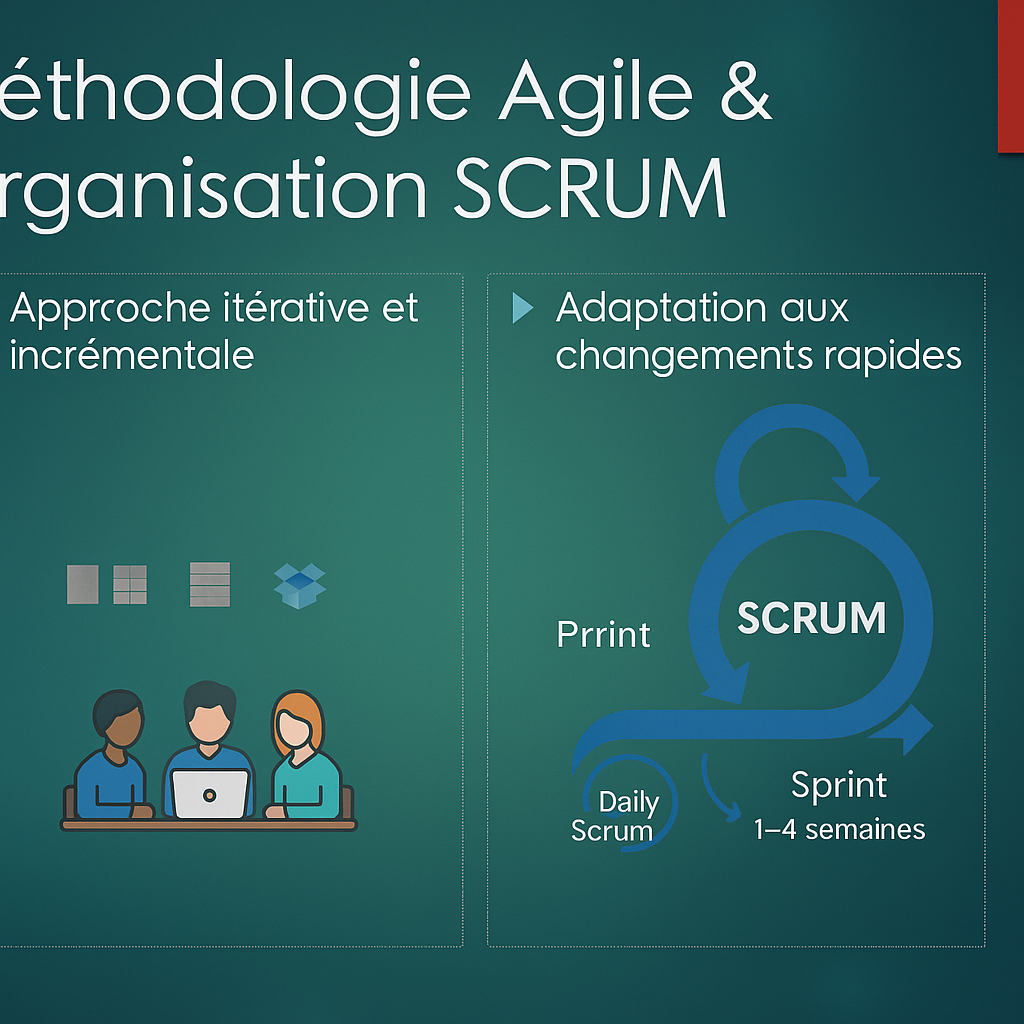 éthodologie Agile &
rganisation SCRUM
Apprcoche itérative et
incrémentale
Adaptation aux
changements rapides
SCRUM
Prrint
Daily
Scrum
Sprint
1–4 semaines